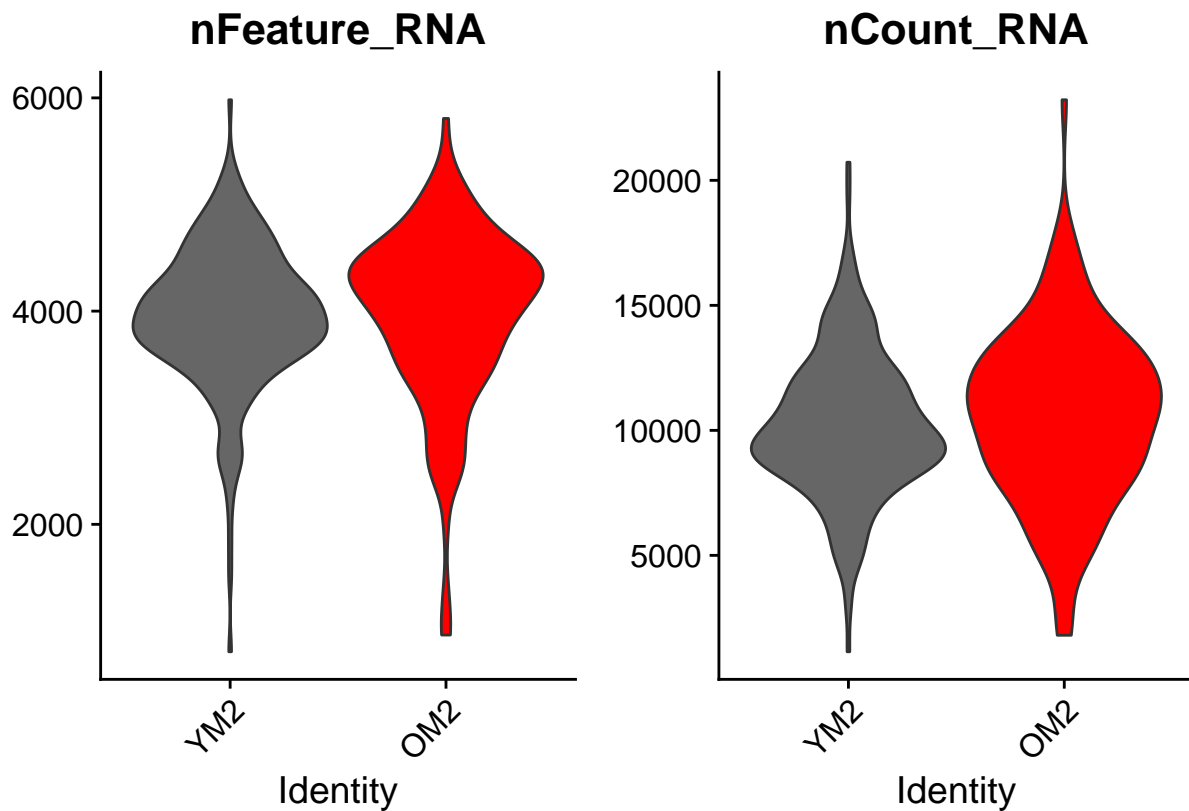 nFeature_RNA
6000
4000
2000
YM2
OM2
Identity
nCount_RNA
20000
15000
10000
5000
YM2
OM2
Identity